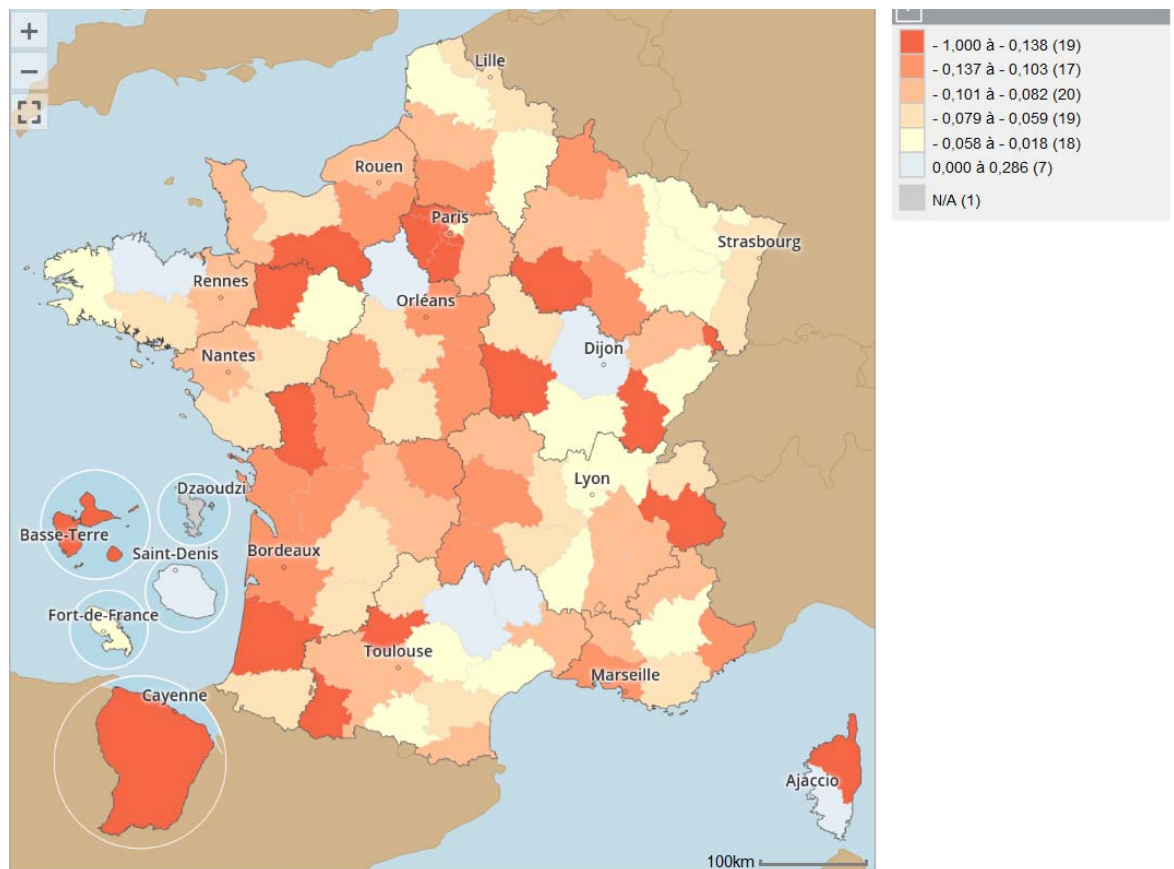 +
−
Lille
Rouen
Paris
Strasbourg
Rennes
Orléans
Nantes
Dijon
Lyon
Dzaoudzi
Basse-Terre
Saint-Denis
Bordeaux
Fort-de-France
Toulouse
Marseille
Cayenne
Ajaccio
100km
- 1,000 à - 0,138 (19)
- 0,137 à - 0,103 (17)
- 0,101 à - 0,082 (20)
- 0,079 à - 0,059 (19)
- 0,058 à - 0,018 (18)
0,000 à 0,286 (7)
N/A (1)